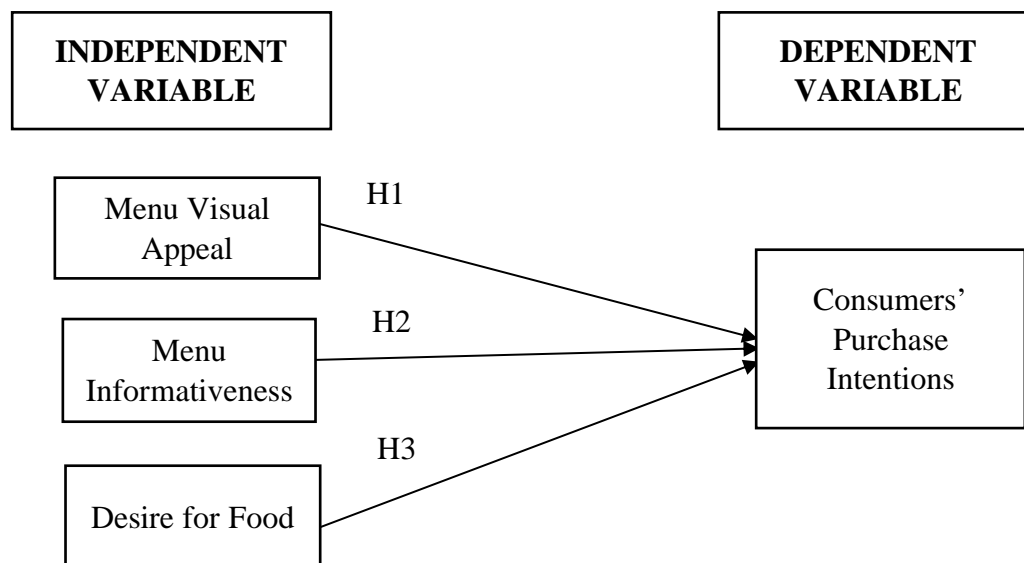 INDEPENDENT
VARIABLE
DEPENDENT
VARIABLE
Menu Visual
Appeal
H1
Menu
Informativeness
H2
Desire for Food
H3
Consumers’
Purchase
Intentions